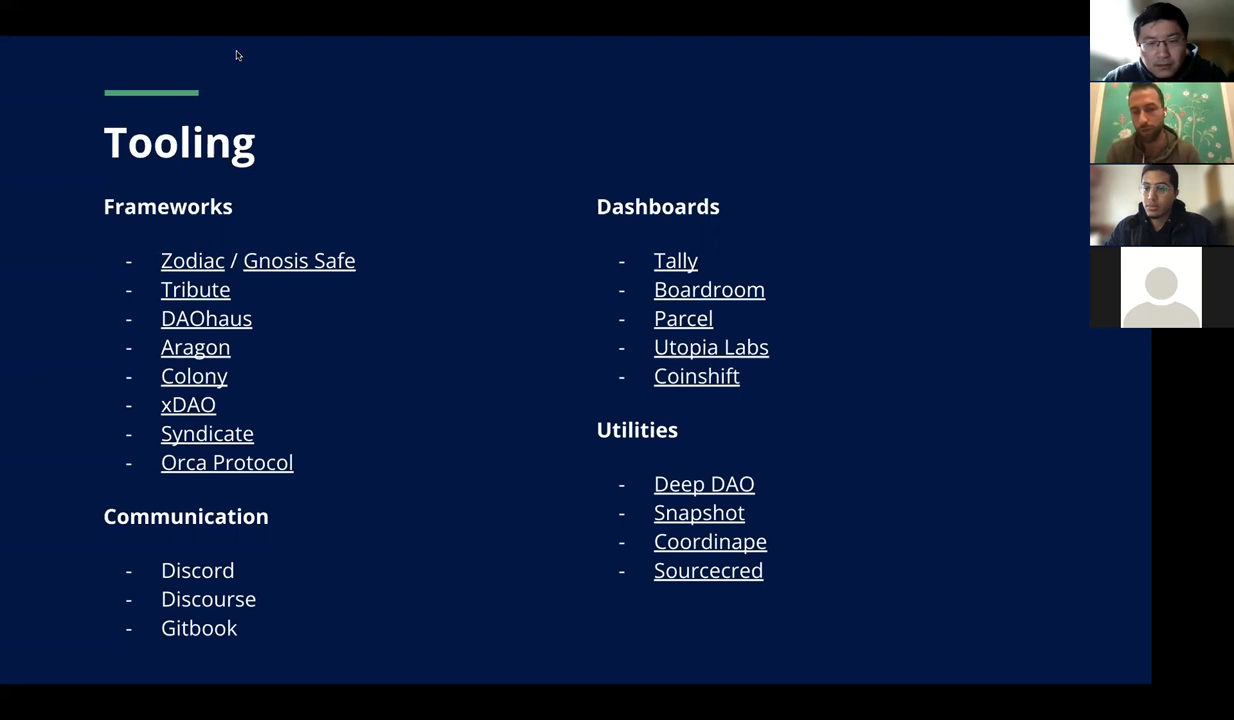 Tooling
Frameworks
- Zodiac / Gnosis Safe
- Tribute
- DAOhaus
- Aragon
- Colony
- xDAO
- Syndicate
- Orca Protocol
Communication
- Discord
- Discourse
- Gitbook
Dashboards
- Tally
- Boardroom
- Parcel
- Utopia Labs
- Coinshift
Utilities
- Deep DAO
- Snapshot
- Coordinape
- Sourcecred